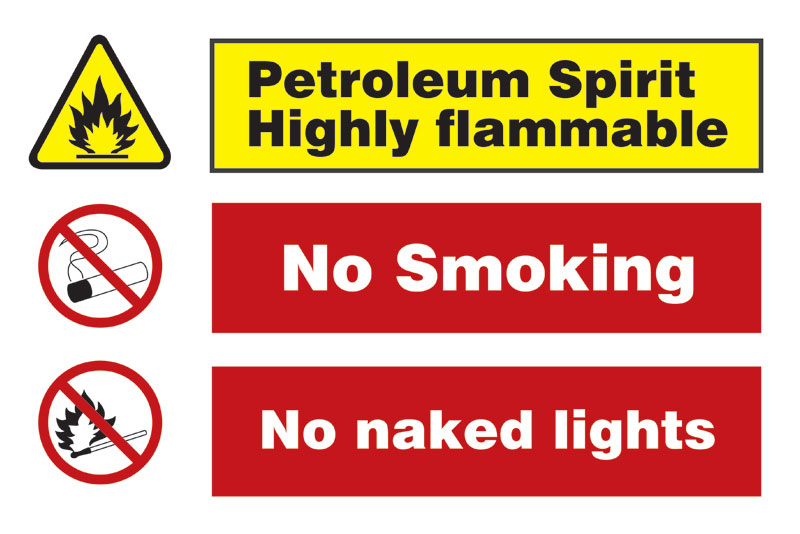 Petroleum Spirit
Highly flammable
No Smoking
No naked lights